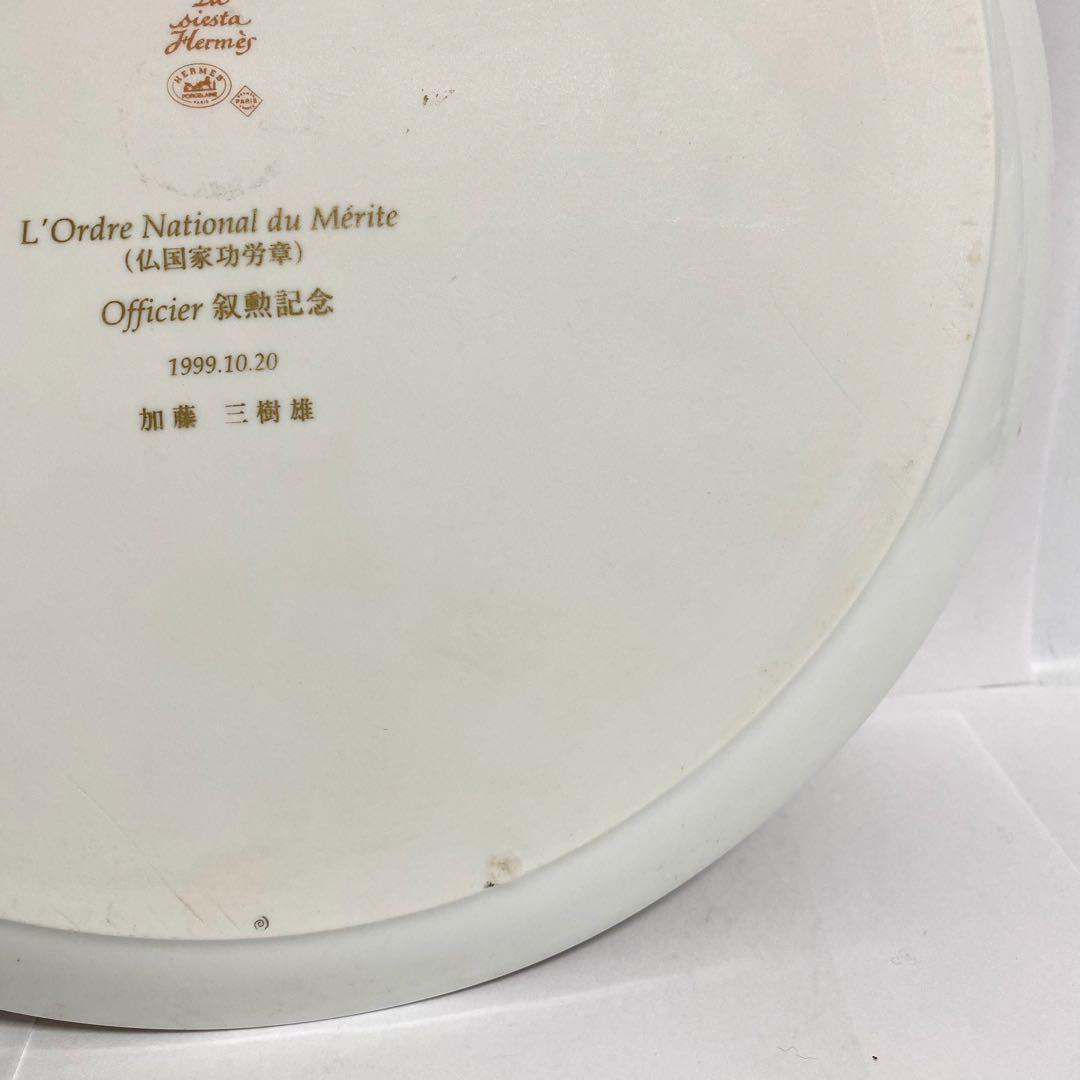 La
siesta
Hermès
HERMES
PORCELAINE
PARIS
PARIS
L'Ordre National du Mérite
(仏国家功労章)
Officier 叙勲記念
1999.10.20
加藤 三樹雄